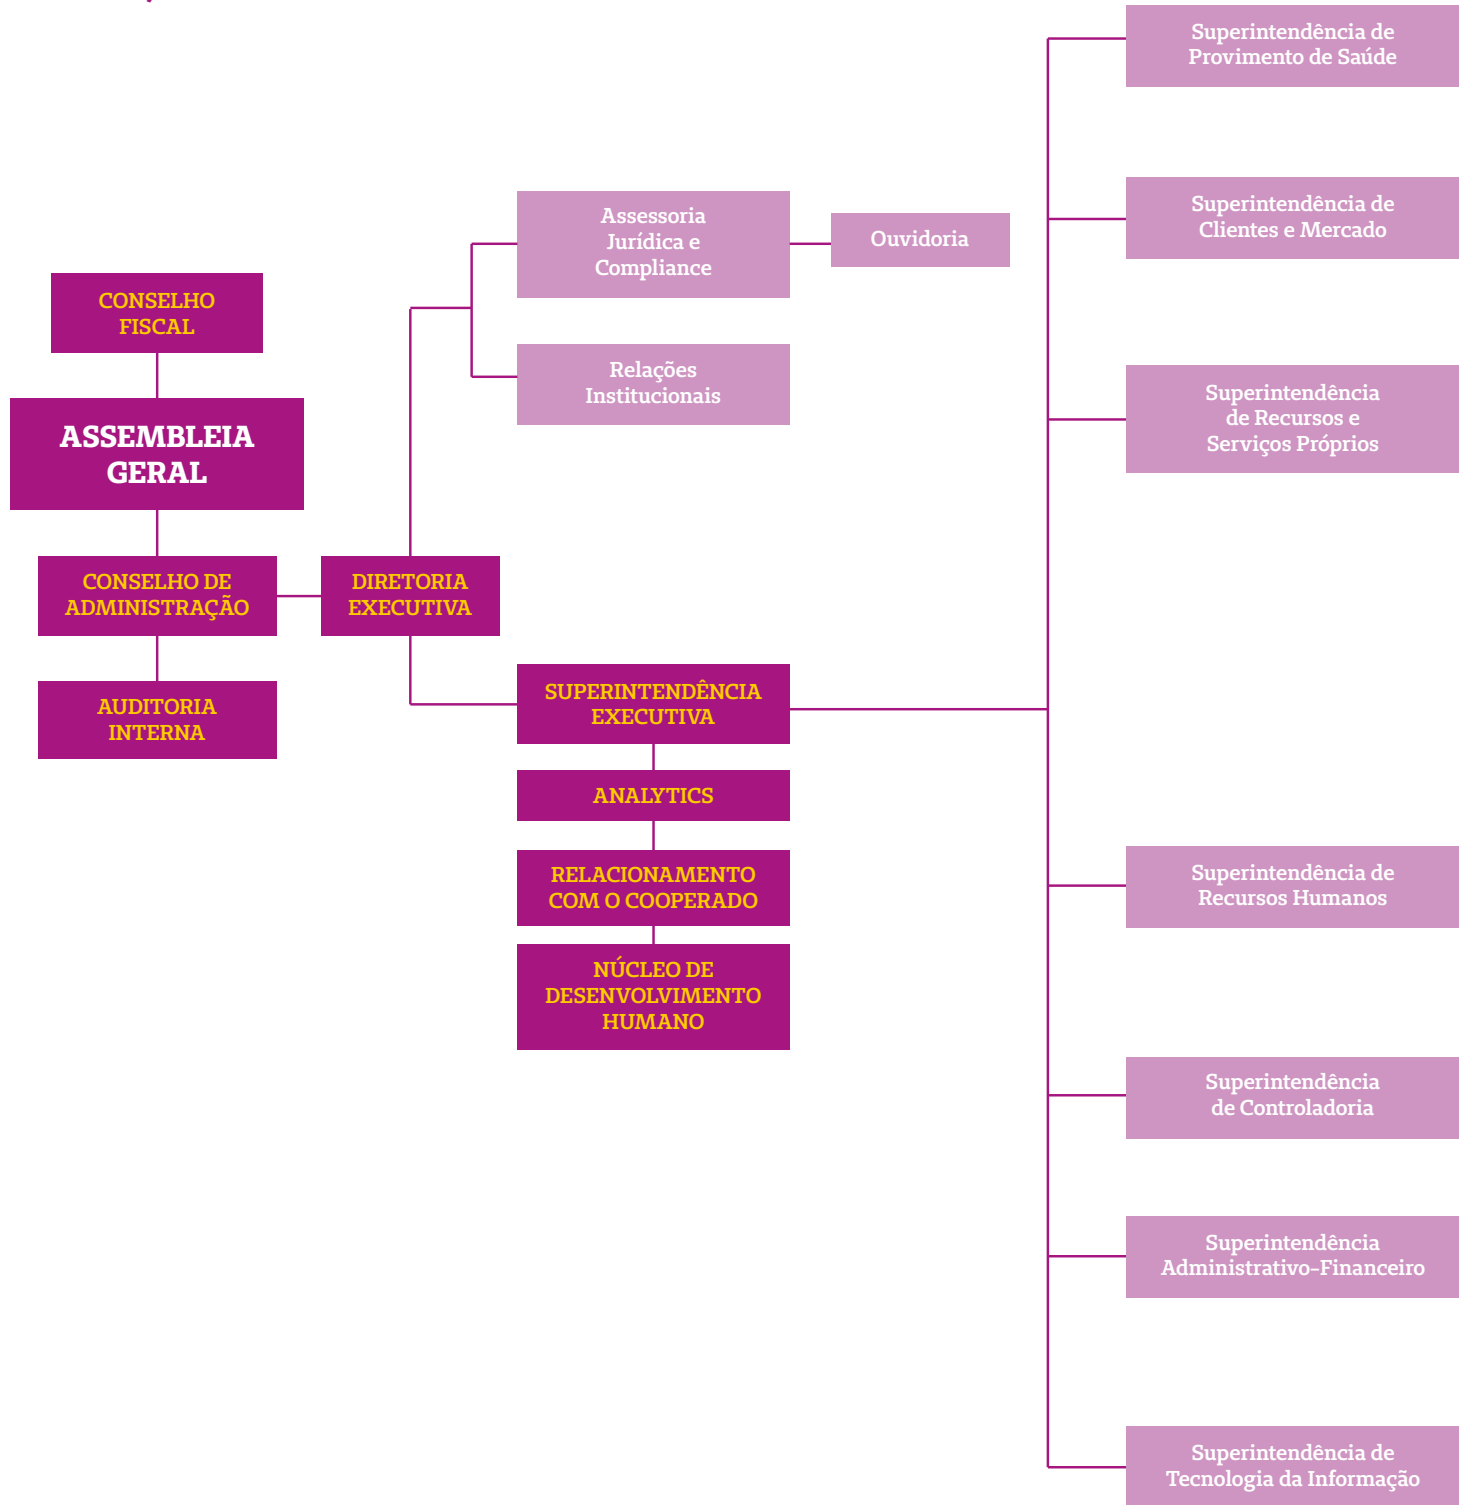 CONSELHO
FISCAL
ASSEMBLEIA
GERAL
CONSELHO DE
ADMINISTRAÇÃO
AUDITORIA
INTERNA
DIRETORIA
EXECUTIVA
Assessoria
Jurídica e
Compliance
Ouvidoria
Relações
Institucionais
SUPERINTENDÊNCIA
EXECUTIVA
ANALYTICS
RELACIONAMENTO
COM O COOPERADO
NÚCLEO DE
DESENVOLVIMENTO
HUMANO
Superintendência de
Provimento de Saúde
Superintendência de
Clientes e Mercado
Superintendência
de Recursos e
Serviços Próprios
Superintendência de
Recursos Humanos
Superintendência
de Controladoria
Superintendência
Administrativo-Financeiro
Superintendência de
Tecnologia da Informação